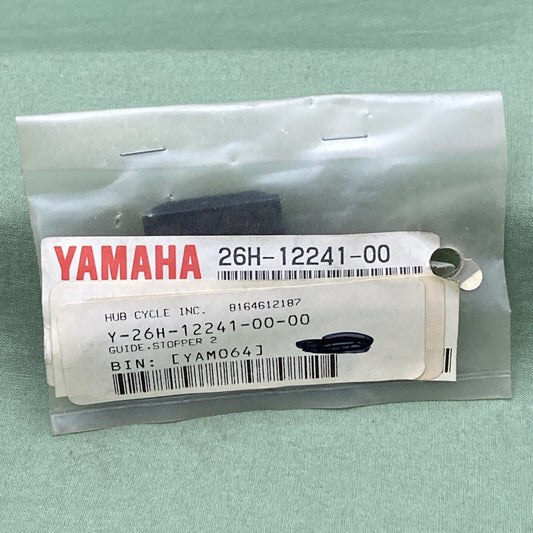 YAMAHA 26H-12241-00
HUB CYCLE INC. 8164612187
Y-26H-12241-00-00
GUIDE.STOPPER 2
BIN: [YAM064]